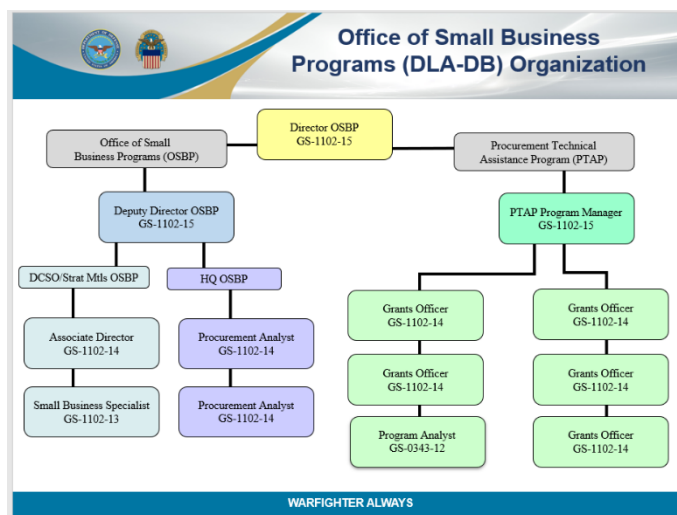 Office of Small Business
Programs (DLA-DB) Organization
Director OSBP
GS-1102-15
Office of Small
Business Programs (OSBP)
Procurement Technical
Assistance Program (PTAP)
Deputy Director OSBP
GS-1102-15
PTAP Program Manager
GS-1102-15
DCSO/Strat Mtls OSBP
HQ OSBP
Associate Director
GS-1102-14
Procurement Analyst
GS-1102-14
Grants Officer
GS-1102-14
Grants Officer
GS-1102-14
Small Business Specialist
GS-1102-13
Procurement Analyst
GS-1102-14
Grants Officer
GS-1102-14
Grants Officer
GS-1102-14
Program Analyst
GS-0343-12
Grants Officer
GS-1102-14
WARFIGHTER ALWAYS